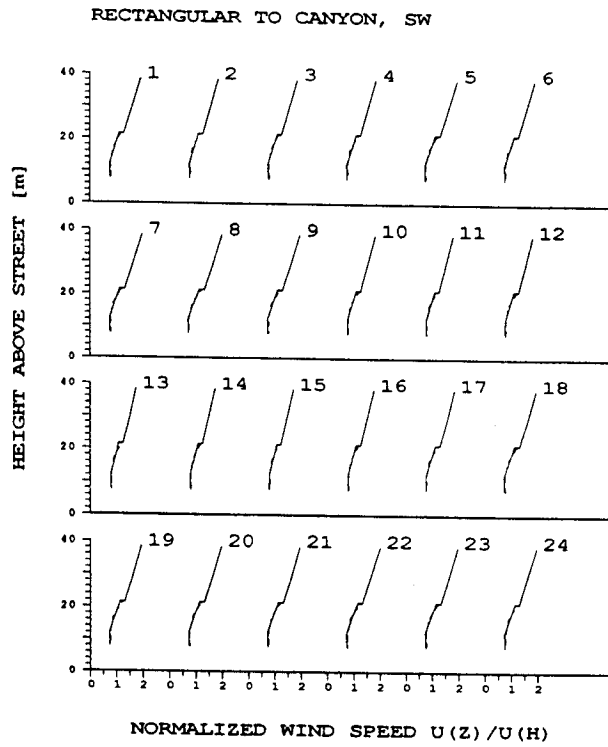 RECTANGULAR TO CANYON, SW
HEIGHT ABOVE STREET [m]
40 1 2 3 4 5 6
20
0
40 7 8 9 10 11 12
20
0
40 13 14 15 16 17 18
20
0
40 19 20 21 22 23 24
20
0
0 1 2 0 1 2 0 1 2 0 1 2 0 1 2 0 1 2
NORMALIZED WIND SPEED U(Z)/U(H)